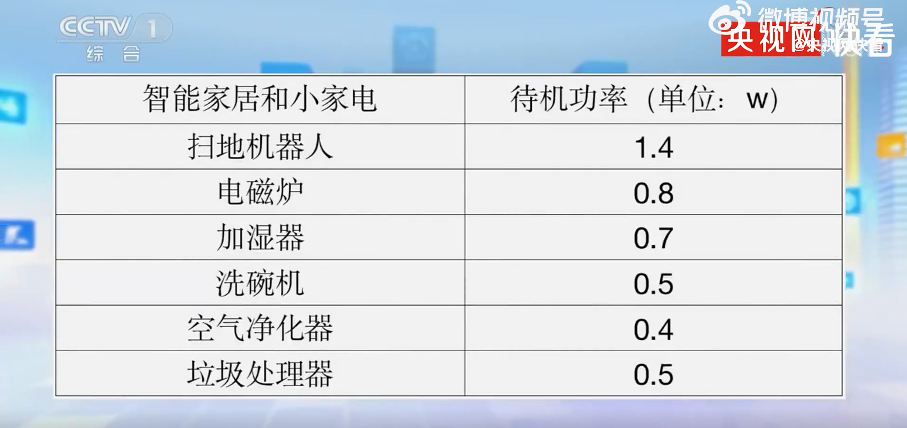 CCTV 1
综合
微博视频号
央视网 快看
智能家居和小家电 待机功率（单位：w）
扫地机器人 1.4
电磁炉 0.8
加湿器 0.7
洗碗机 0.5
空气净化器 0.4
垃圾处理器 0.5